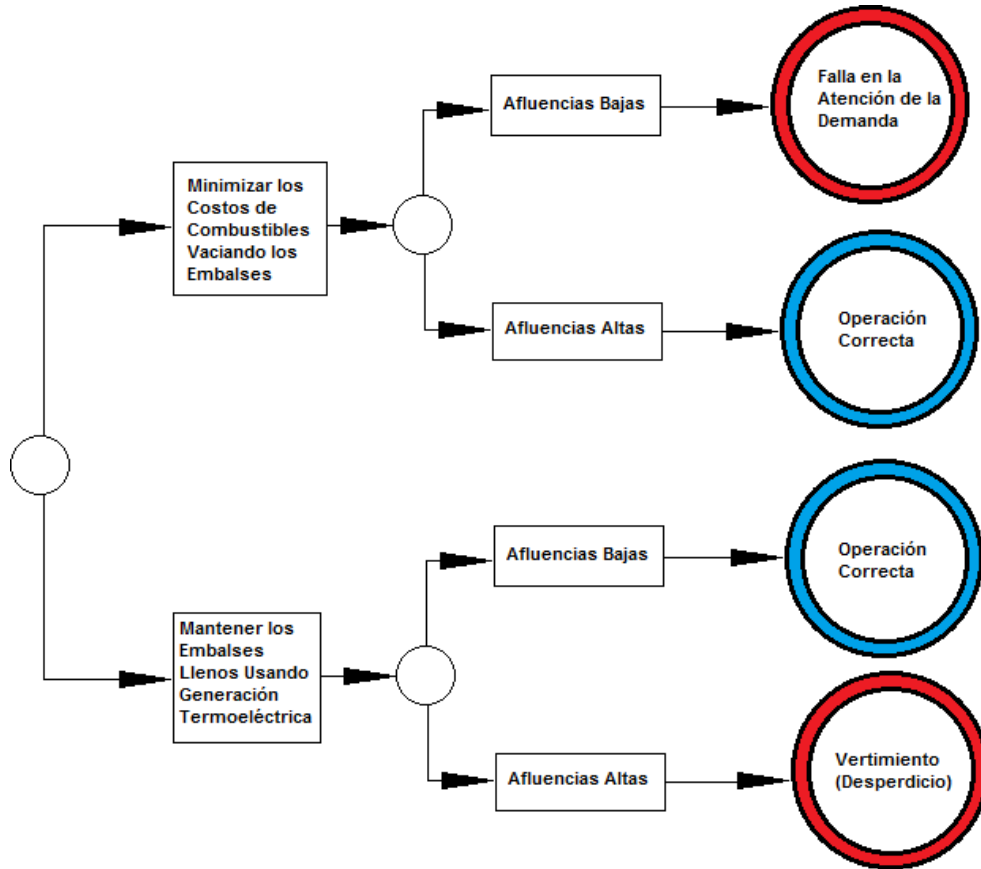 Afluencias Bajas
Falla en la
Atención de la
Demanda
Minimizar los
Costos de
Combustibles
Vaciando los
Embalses
Afluencias Altas
Operación
Correcta
Afluencias Bajas
Operación
Correcta
Mantener los
Embalses
Llenos Usando
Generación
Termoeléctrica
Afluencias Altas
Vertimiento
(Desperdicio)